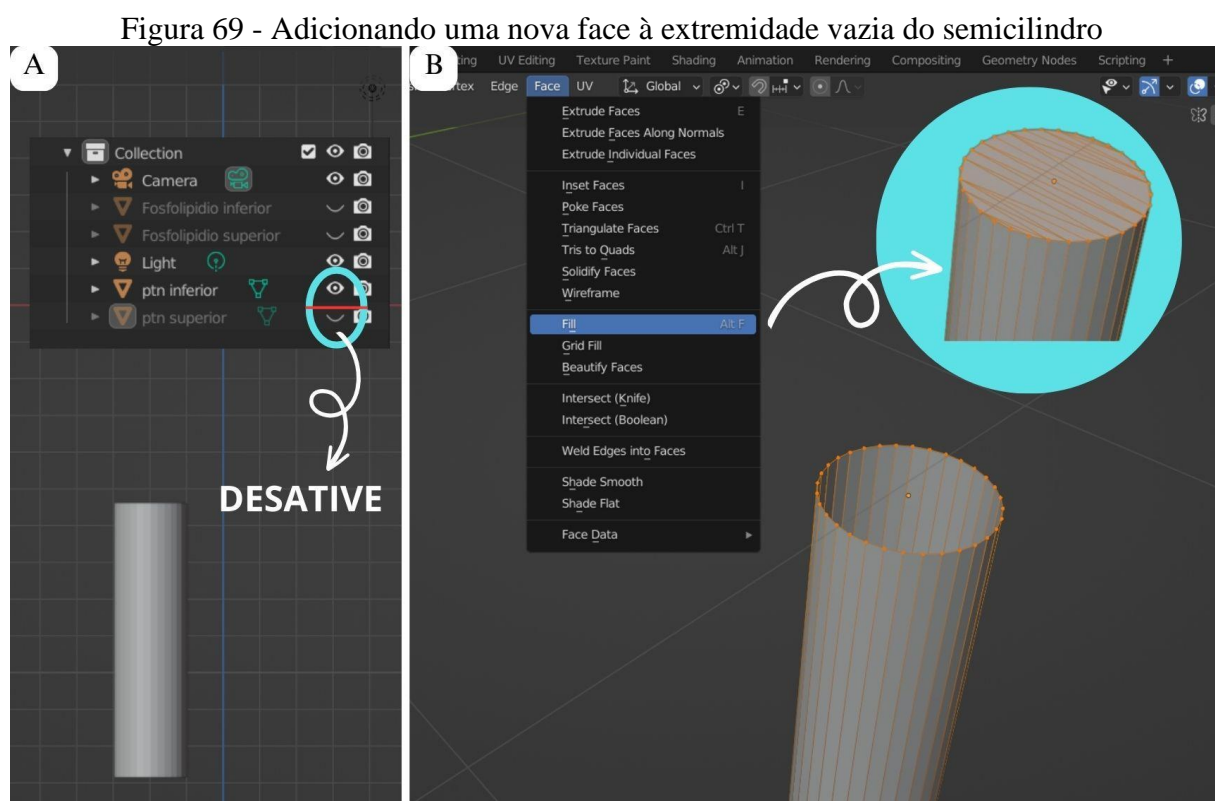 Figura 69 - Adicionando uma nova face à extremidade vazia do semicilindro
A
Collection
Camera
Fosfolipidio inferior
Fosfolipidio superior
Light
ptn inferior
ptn superior
DESATIVE
B
UV Editing Texture Paint Shading Animation Rendering Compositing Geometry Nodes Scripting +
Edge Face UV Global
Extrude Faces E
Extrude Faces Along Normals
Extrude Individual Faces
Inset Faces I
Poke Faces
Triangulate Faces Ctrl T
Tris to Quads Alt J
Solidify Faces
Wireframe
Fill Alt F
Grid Fill
Beautify Faces
Intersect (Knife)
Intersect (Boolean)
Weld Edges into Faces
Shade Smooth
Shade Flat
Face Data